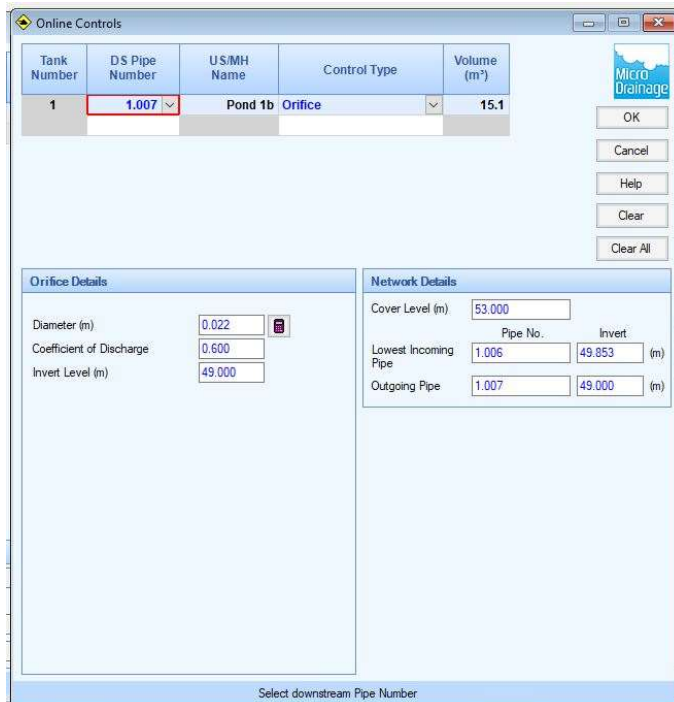 Online Controls
Tank Number DS Pipe Number US/MH Name Control Type Volume (m³)
1 1.007 Pond 1b Orifice 15.1
Micro Drainage
OK
Cancel
Help
Clear
Clear All
Orifice Details
Diameter (m) 0.022
Coefficient of Discharge 0.600
Invert Level (m) 49.000
Network Details
Cover Level (m) 53.000
Pipe No. Invert
Lowest Incoming Pipe 1.006 49.853 (m)
Outgoing Pipe 1.007 49.000 (m)
Select downstream Pipe Number